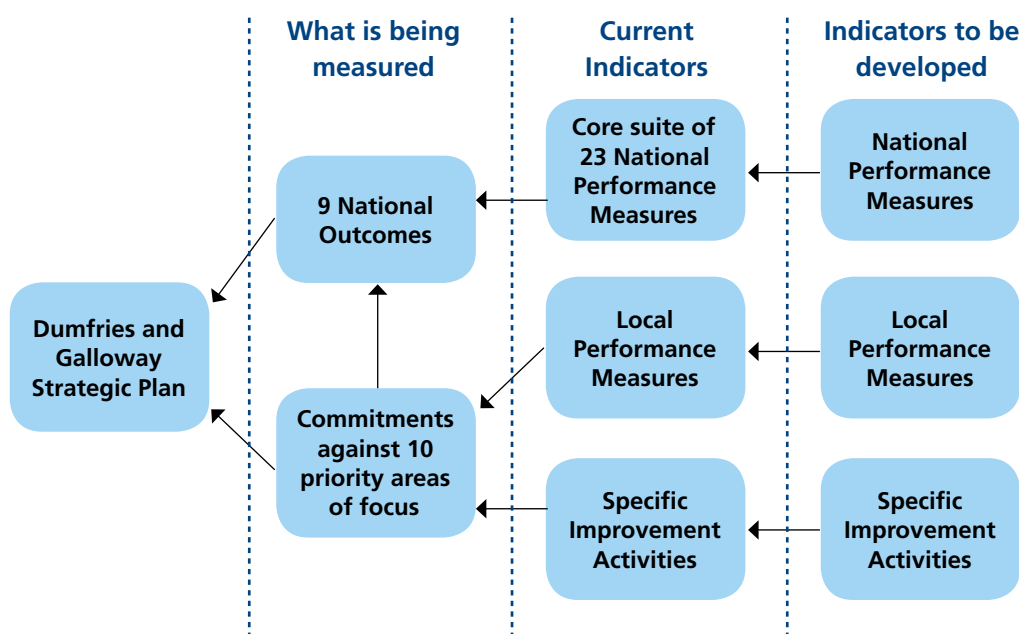 What is being
measured
Current
Indicators
Indicators to be
developed
Core suite of
23 National
Performance
Measures
National
Performance
Measures
9 National
Outcomes
Dumfries and
Galloway
Strategic Plan
Local
Performance
Measures
Local
Performance
Measures
Commitments
against 10
priority areas
of focus
Specific
Improvement
Activities
Specific
Improvement
Activities